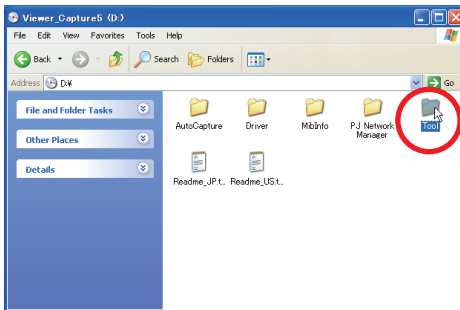 Viewer_Capture5 (D:)
File Edit View Favorites Tools Help
Back Search Folders
Address D:¥ Go
File and Folder Tasks
Other Places
Details
AutoCapture Driver MibInfo PJ Network Manager Tool
Readme_JP.t... Readme_US.t...